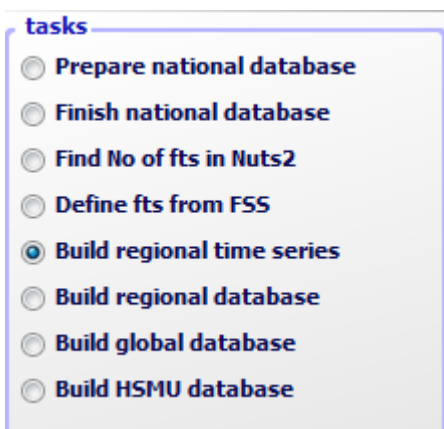 tasks
Prepare national database
Finish national database
Find No of fts in Nuts2
Define fts from FSS
Build regional time series
Build regional database
Build global database
Build HSMU database